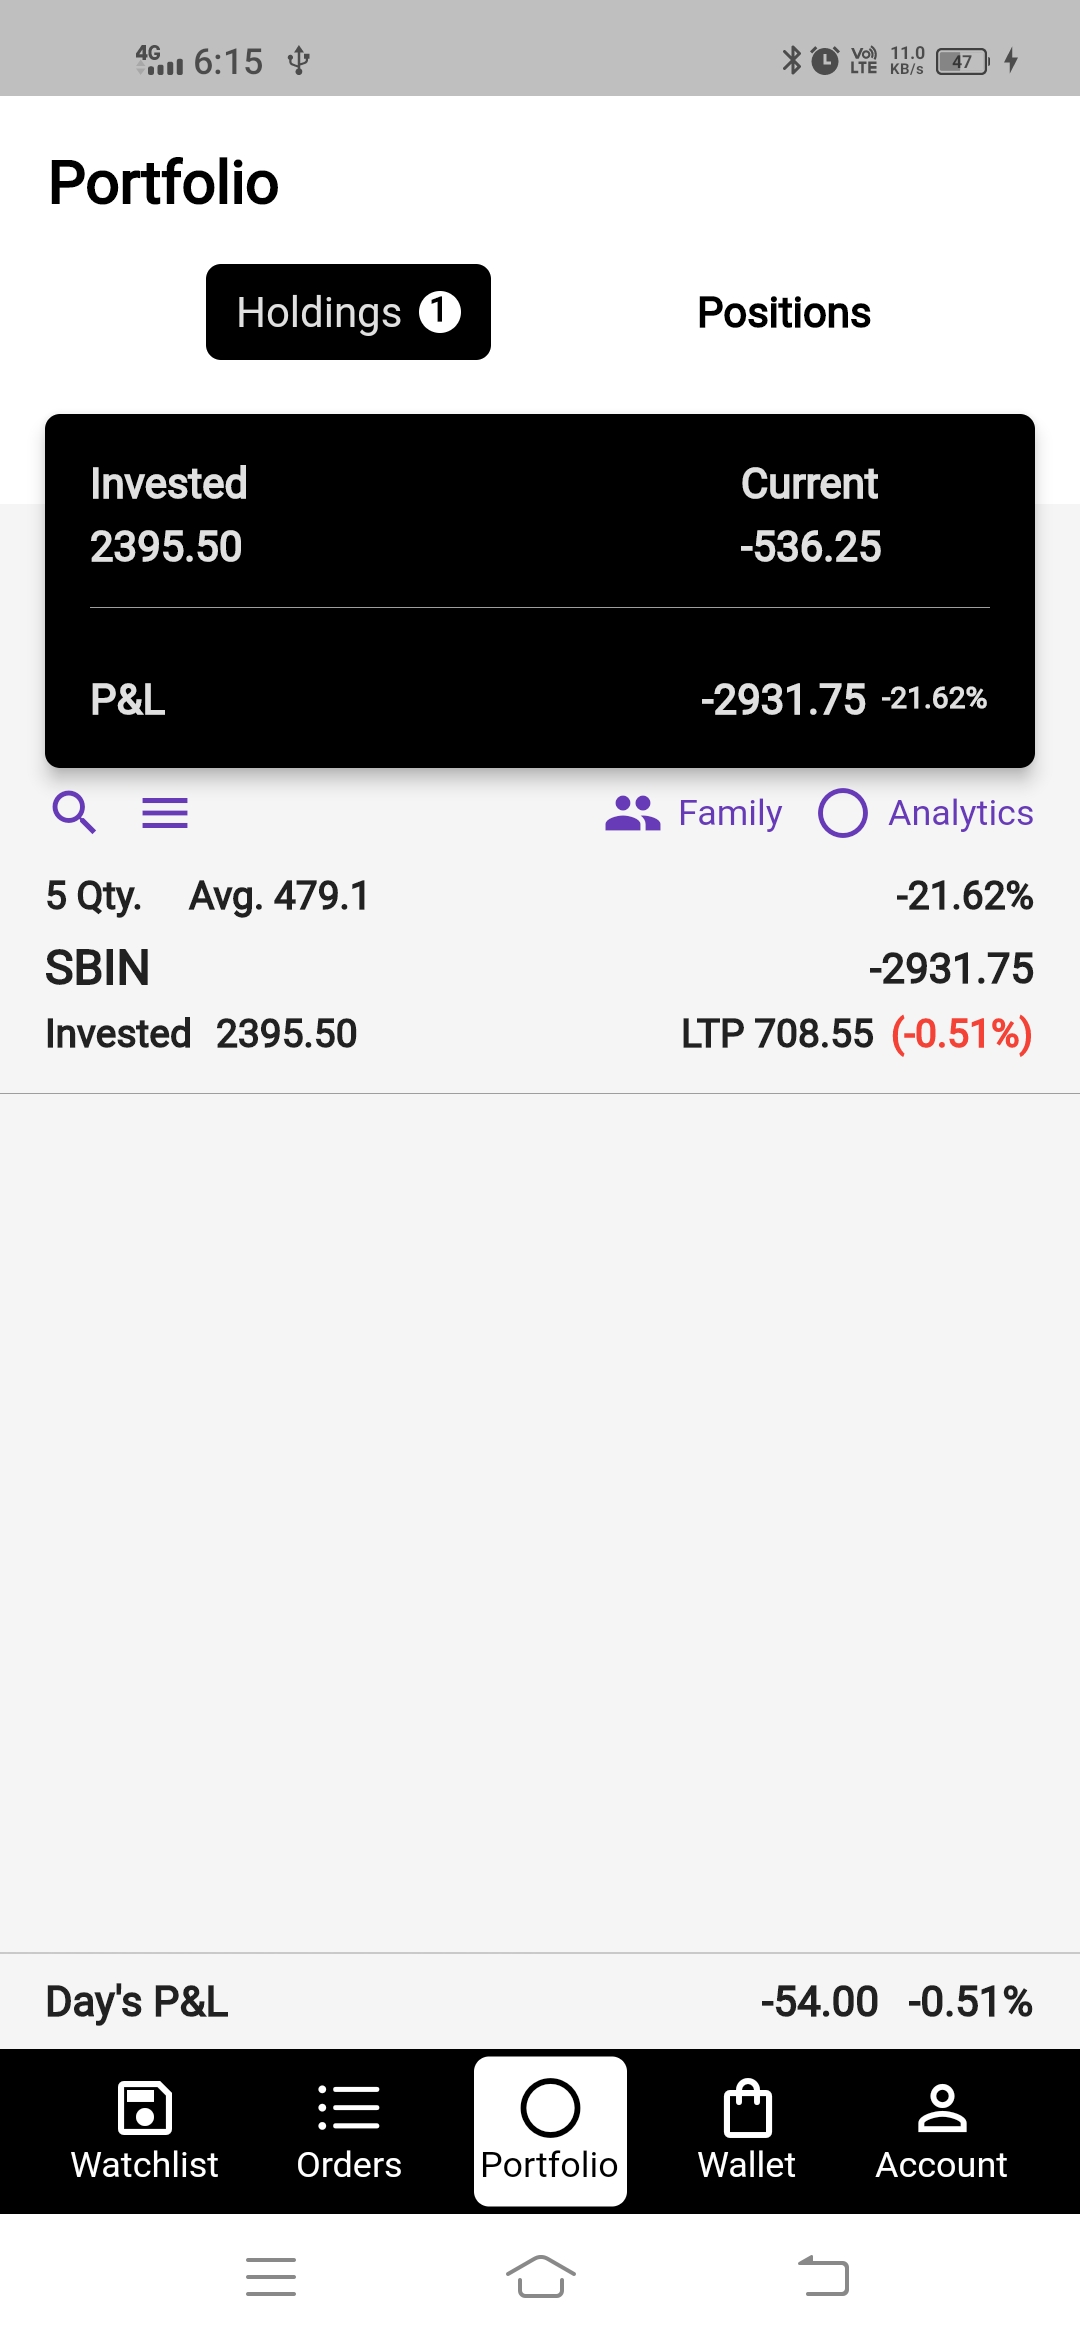 4G 6:15 VoLTE 11.0 KB/s 47
Portfolio
Holdings 1 Positions
Invested Current
2395.50 -536.25
P&L -2931.75 -21.62%
Family Analytics
5 Qty. Avg. 479.1 -21.62%
SBIN -2931.75
Invested 2395.50 LTP 708.55 (-0.51%)
Day's P&L -54.00 -0.51%
Watchlist Orders Portfolio Wallet Account